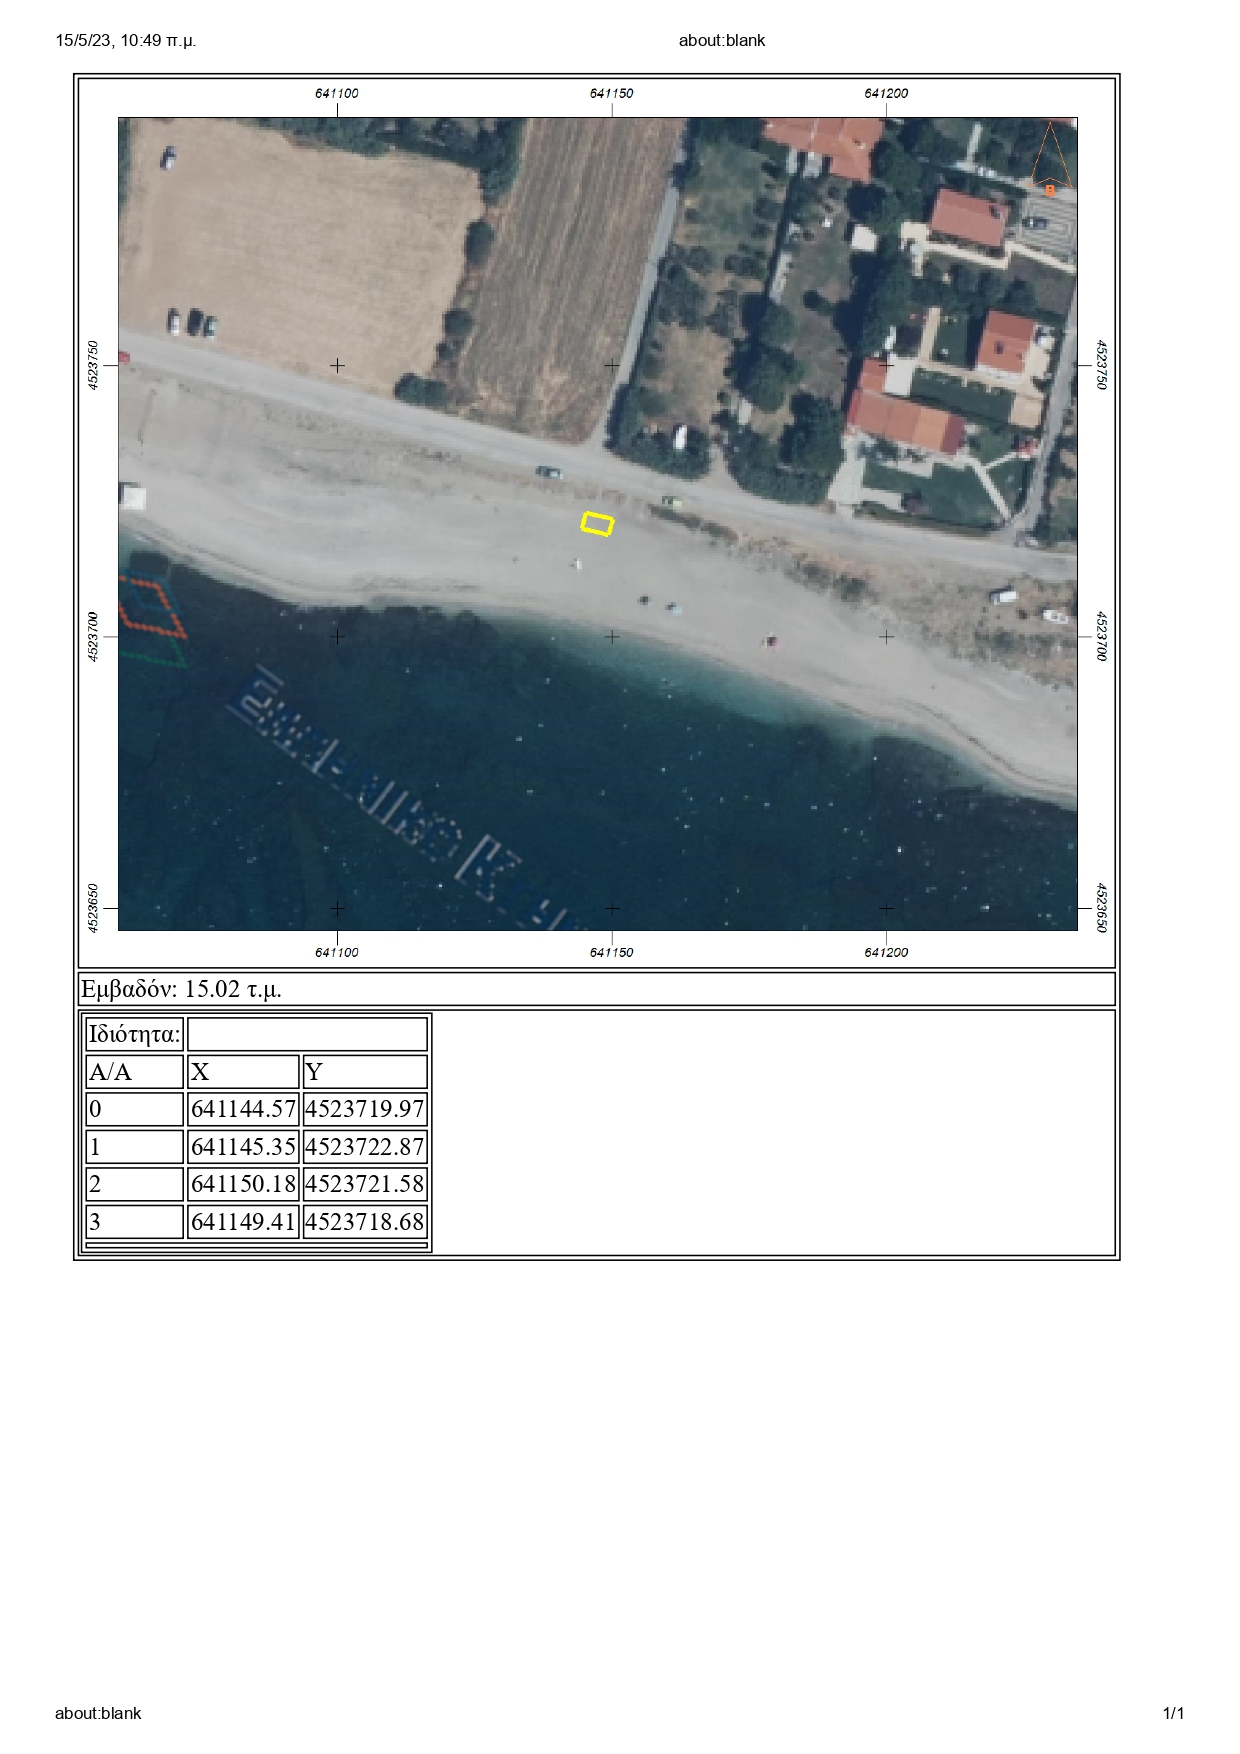 15/5/23, 10:49 π.μ. about:blank
641100 641150 641200
Β
4523750 4523750
4523700 4523700
4523650 4523650
641100 641150 641200
Εμβαδόν: 15.02 τ.μ.
Ιδιότητα:
Α/Α X Y
0 641144.57 4523719.97
1 641145.35 4523722.87
2 641150.18 4523721.58
3 641149.41 4523718.68
about:blank 1/1